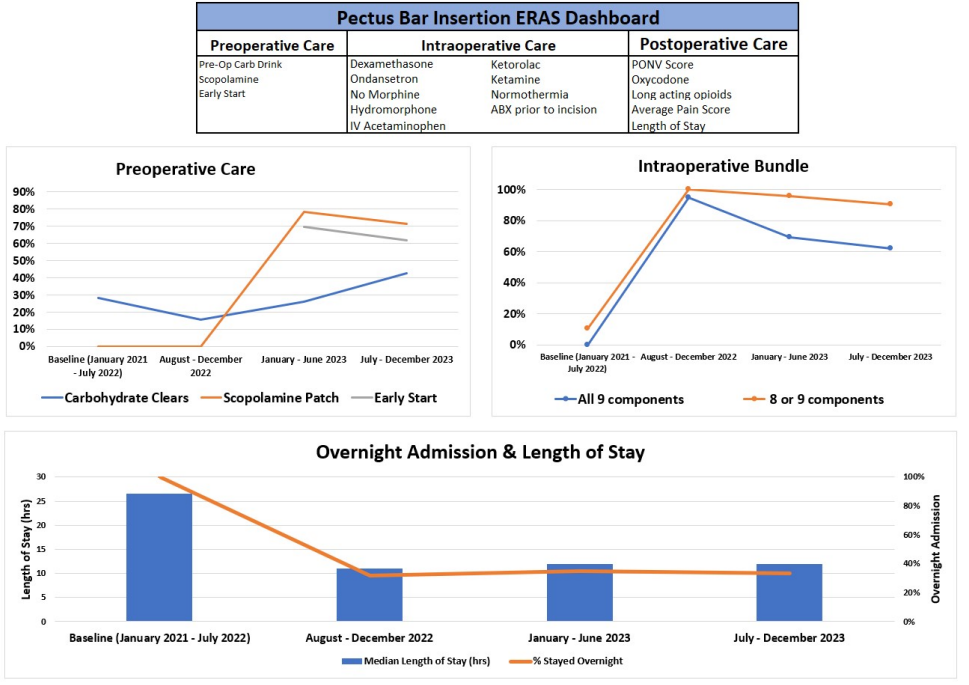 Pectus Bar Insertion ERAS Dashboard
Preoperative Care
Intraoperative Care
Postoperative Care
Pre-Op Carb Drink
Scopolamine
Early Start
Dexamethasone
Ondansetron
No Morphine
Hydromorphone
IV Acetaminophen
Ketorolac
Ketamine
Normothermia
ABX prior to incision
PONV Score
Oxycodone
Long acting opioids
Average Pain Score
Length of Stay
Preoperative Care
90%
80%
70%
60%
50%
40%
30%
20%
10%
0%
Baseline (January 2021
- July 2022)
August - December
2022
January - June 2023
July - December 2023
Carbohydrate Clears
Scopolamine Patch
Early Start
Intraoperative Bundle
100%
80%
60%
40%
20%
0%
Baseline (January 2021 -
July 2022)
August - December 2022
January - June 2023
July - December 2023
All 9 components
8 or 9 components
Overnight Admission & Length of Stay
Length of Stay (hrs)
30
25
20
15
10
5
0
100%
80%
60%
40%
20%
0%
Overnight Admission
Baseline (January 2021 - July 2022)
August - December 2022
January - June 2023
July - December 2023
Median Length of Stay (hrs)
% Stayed Overnight